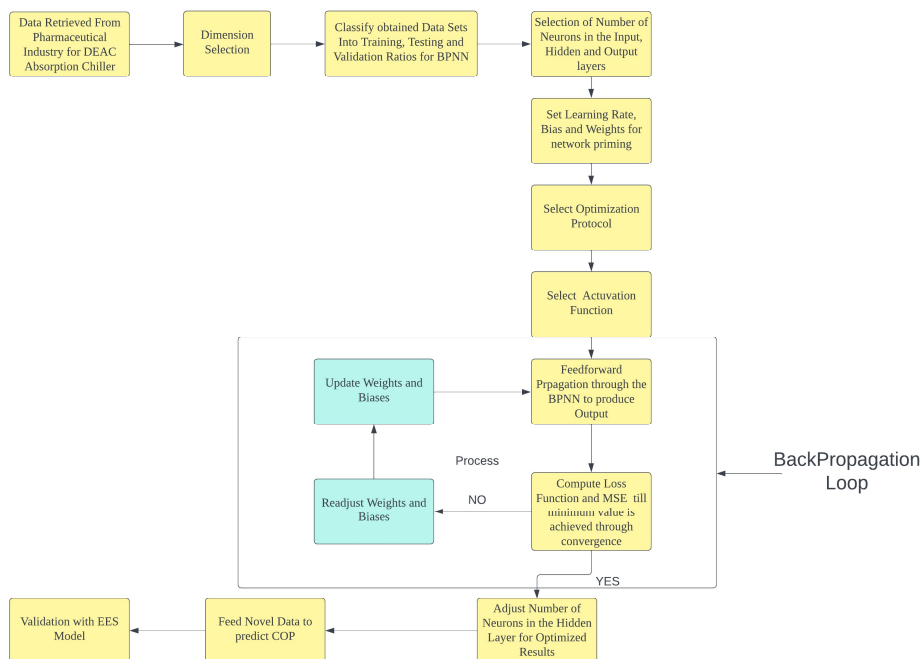 Data Retrieved From
Pharmaceutical
Industry for DEAC
Absorption Chiller
Dimension
Selection
Classify obtained Data Sets
Into Training, Testing and
Validation Ratios for BPNN
Selection of Number of
Neurons in the Input,
Hidden and Output
layers
Set Learning Rate,
Bias and Weights for
network priming
Select Optimization
Protocol
Select Actuvation
Function
Feedforward
Prpagation through the
BPNN to produce
Output
Update Weights and
Biases
Process
BackPropagation
Loop
Compute Loss
Function and MSE till
minimum value is
achieved through
convergence
NO
Readjust Weights and
Biases
YES
Adjust Number of
Neurons in the Hidden
Layer for Optimized
Results
Feed Novel Data to
predict COP
Validation with EES
Model